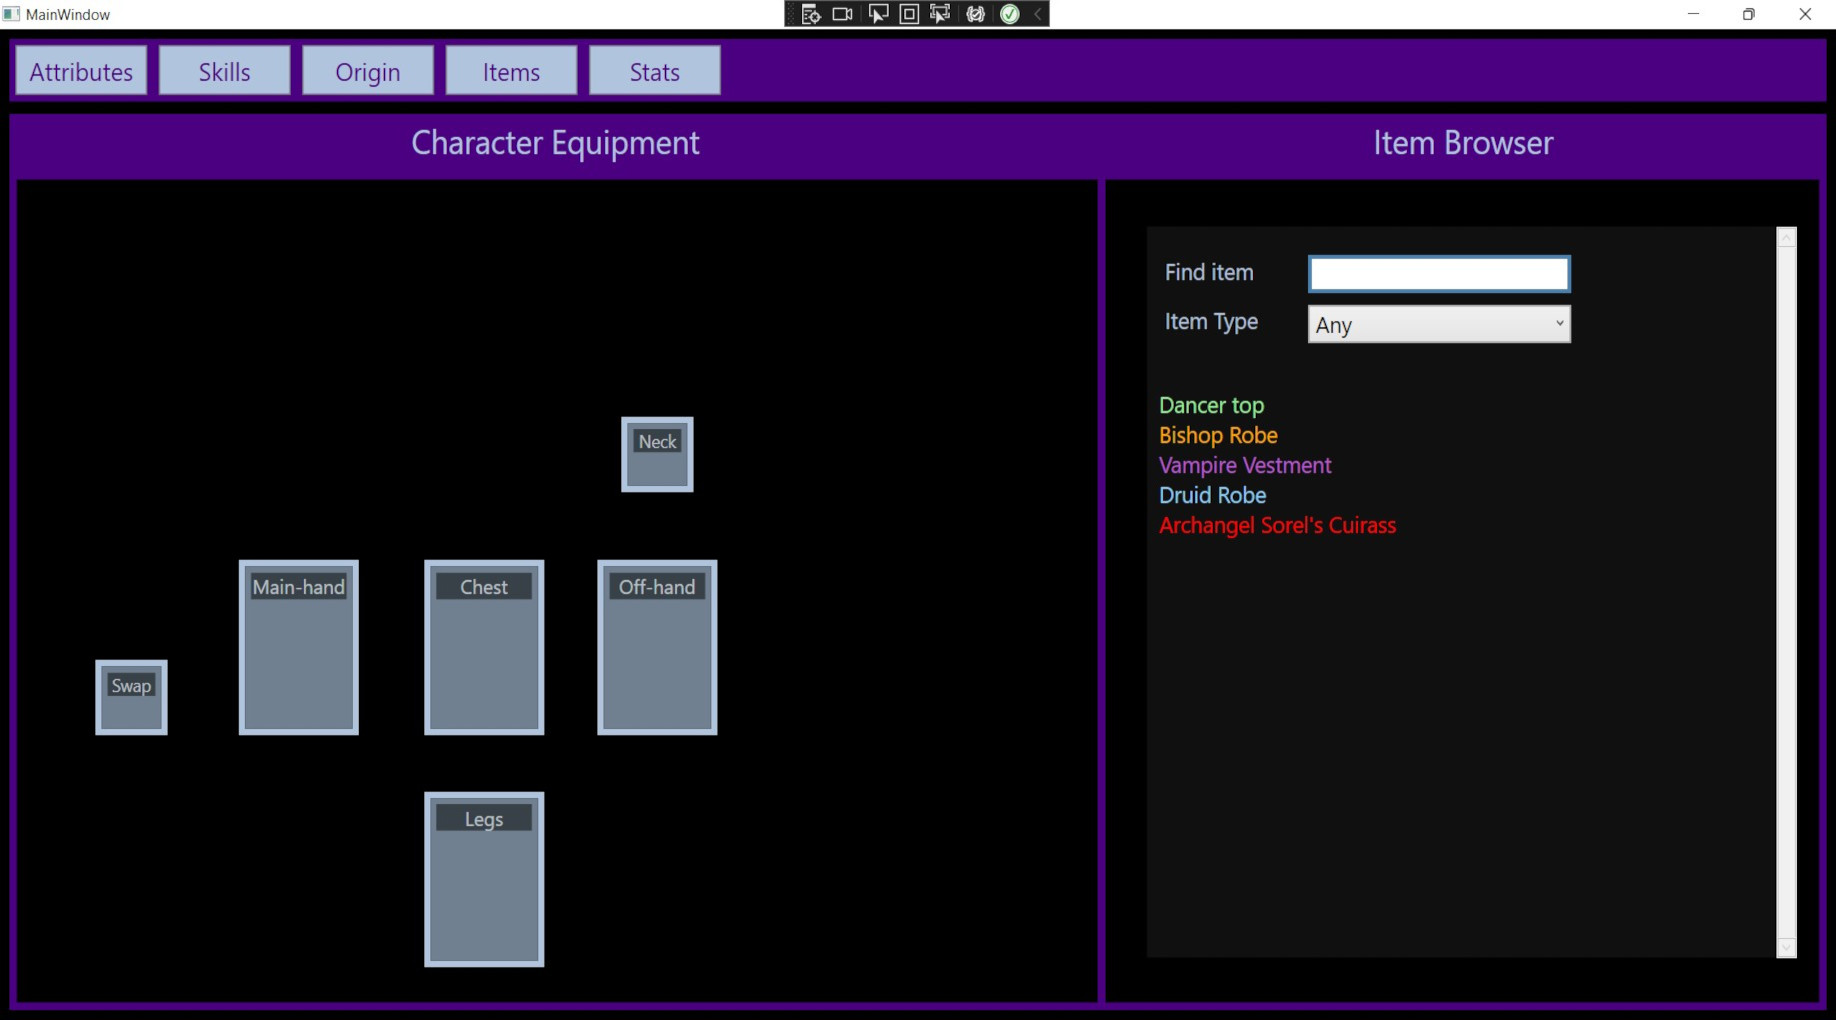 MainWindow
Attributes
Skills
Origin
Items
Stats
Character Equipment
Item Browser
Find item
Item Type
Any
Dancer top
Bishop Robe
Vampire Vestment
Druid Robe
Archangel Sorel's Cuirass
Neck
Main-hand
Chest
Off-hand
Swap
Legs